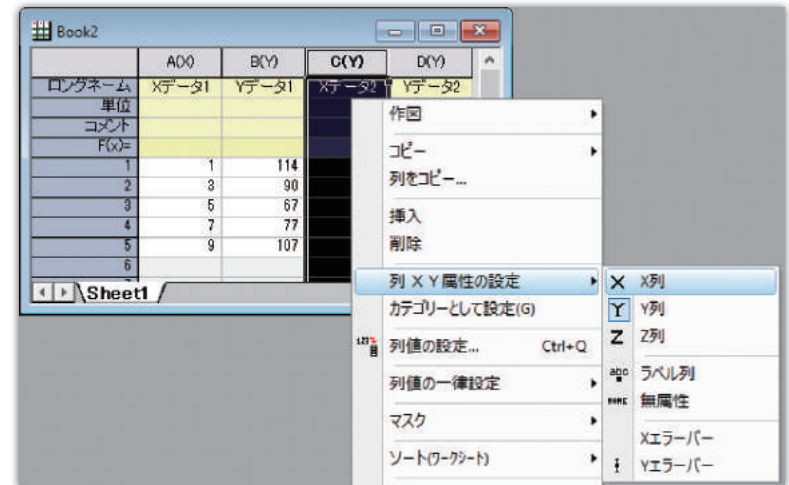 Book2
A(X) B(Y) C(Y) D(Y)
ロングネーム Xデータ1 Yデータ1 Xデータ2 Yデータ2
単位
コメント
F(x)=
1 1 114
2 3 90
3 5 67
4 7 77
5 9 107
6
Sheet1
作図
コピー
列をコピー...
挿入
削除
列 X Y 属性の設定
カテゴリーとして設定(G)
列値の設定... Ctrl+Q
列値の一律設定
マスク
ソート(ワークシート)
X X列
Y Y列
Z Z列
abc ラベル列
NONE 無属性
Xエラーバー
Yエラーバー